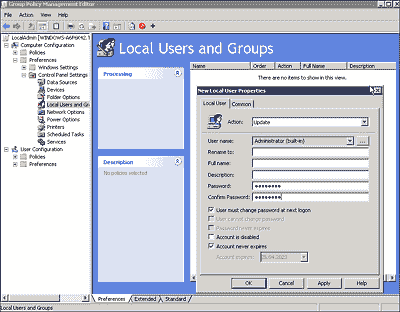 Group Policy Management Editor
File Action View Help
LocalAdmin [WINDOWS-A6F6KM2.T
Computer Configuration
Policies
Preferences
Windows Settings
Control Panel Settings
Data Sources
Devices
Folder Options
Local Users and Gro
Network Options
Power Options
Printers
Scheduled Tasks
Services
User Configuration
Policies
Preferences
Local Users and Groups
Processing
Description
No policies selected
Name Order Action Full Name Description
There are no items to show in this view.
New Local User Properties
Local User Common
Action: Update
User name: Administrator (built-in) ...
Rename to:
Full name:
Description:
Password: ●●●●●●●●
Confirm Password: ●●●●●●●●
User must change password at next logon
User cannot change password
Password never expires
Account is disabled
Account never expires
Account expires:
OK Cancel Apply Help
Preferences Extended Standard
Local Users and Groups